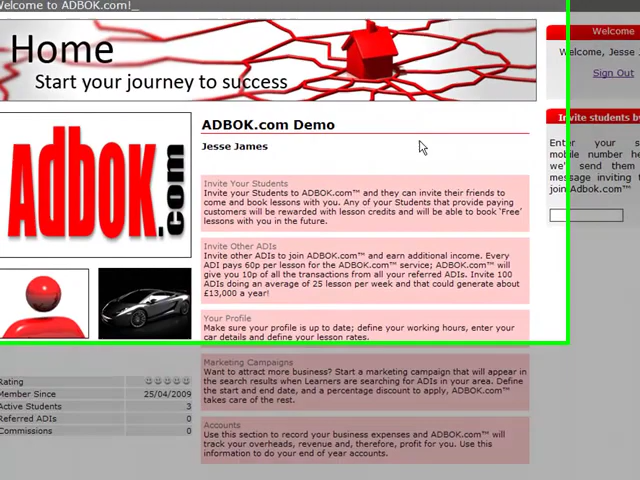 Welcome to ADBOK.com!_
Home
Start your journey to success
Welcome
Welcome, Jesse J
Sign Out
Invite students by
Enter your s
mobile number he
we'll send them
message inviting t
join Adbok.com™
Adbok.com
ADBOK.com Demo
Jesse James
Invite Your Students
Invite your Students to ADBOK.com™ and they can invite their friends to
come and book lessons with you. Any of your Students that provide paying
customers will be rewarded with lesson credits and will be able to book 'Free'
lessons with you in the future.
Invite Other ADIs
Invite other ADIs to join ADBOK.com™ and earn additional income. Every
ADI pays 60p per lesson for the ADBOK.com™ service; ADBOK.com™ will
give you 10p of all the transactions from all your referred ADIs. Invite 100
ADIs doing an average of 25 lesson per week and that could generate about
£13,000 a year!
Your Profile
Make sure your profile is up to date; define your working hours, enter your
car details and define your lesson rates.
Marketing Campaigns
Want to attract more business? Start a marketing campaign that will appear in
the search results when Learners are searching for ADIs in your area. Define
the start and end date, and a percentage discount to apply, ADBOK.com™
takes care of the rest.
Accounts
Use this section to record your business expenses and ADBOK.com™ will
track your overheads, revenue and, therefore, profit for you. Use this
information to do your end of year accounts.
Rating
Member Since 25/04/2009
Active Students 3
Referred ADIs 0
Commissions 0